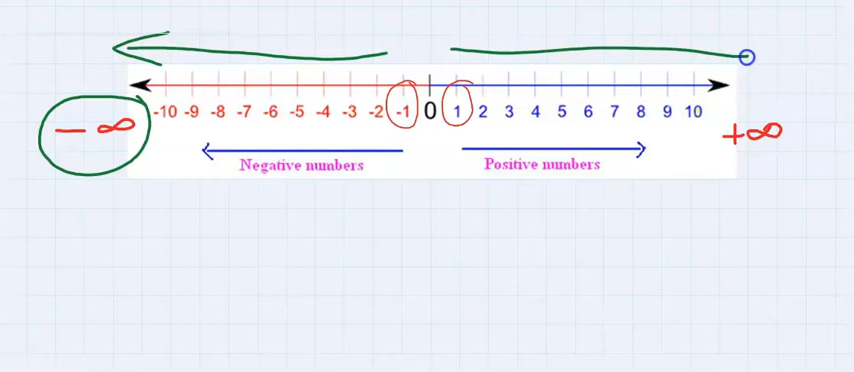 -10 -9 -8 -7 -6 -5 -4 -3 -2 -1 0 1 2 3 4 5 6 7 8 9 10
− ∞ +∞
Negative numbers Positive numbers